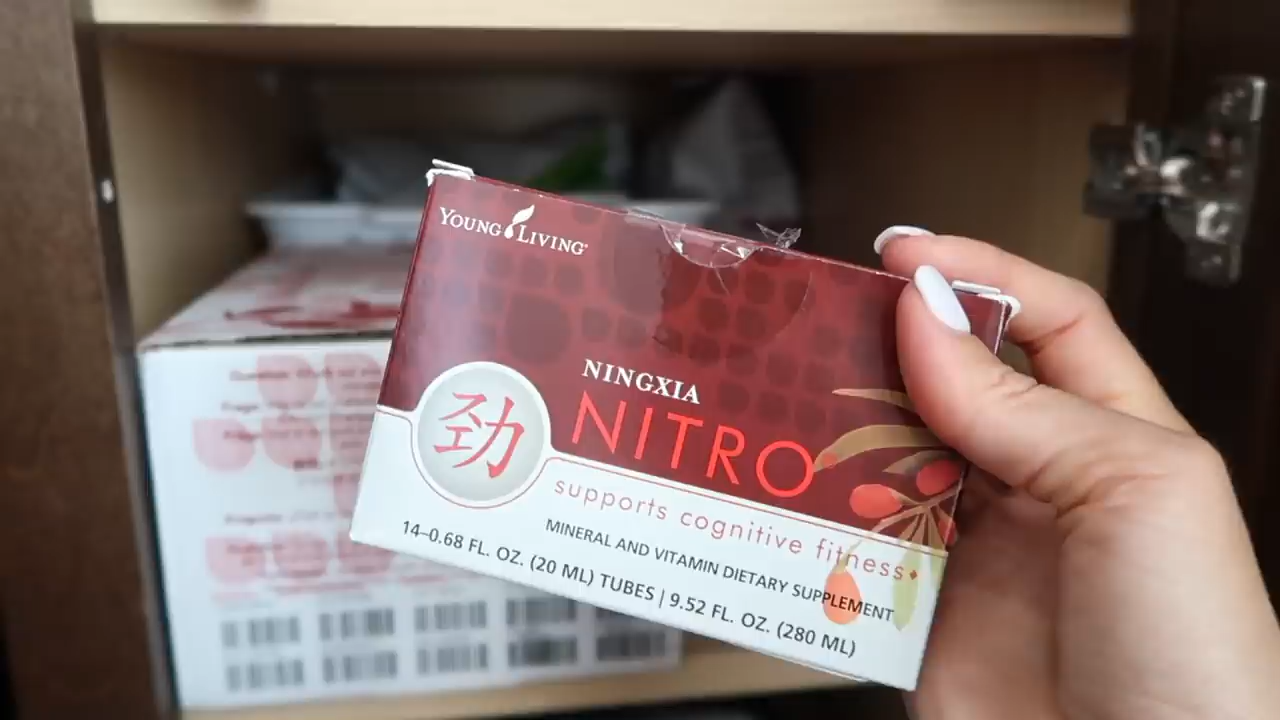 YOUNG LIVING
NINGXIA
NITRO
劲
supports cognitive fitness♦
MINERAL AND VITAMIN DIETARY SUPPLEMENT
14–0.68 FL. OZ. (20 ML) TUBES | 9.52 FL. OZ. (280 ML)